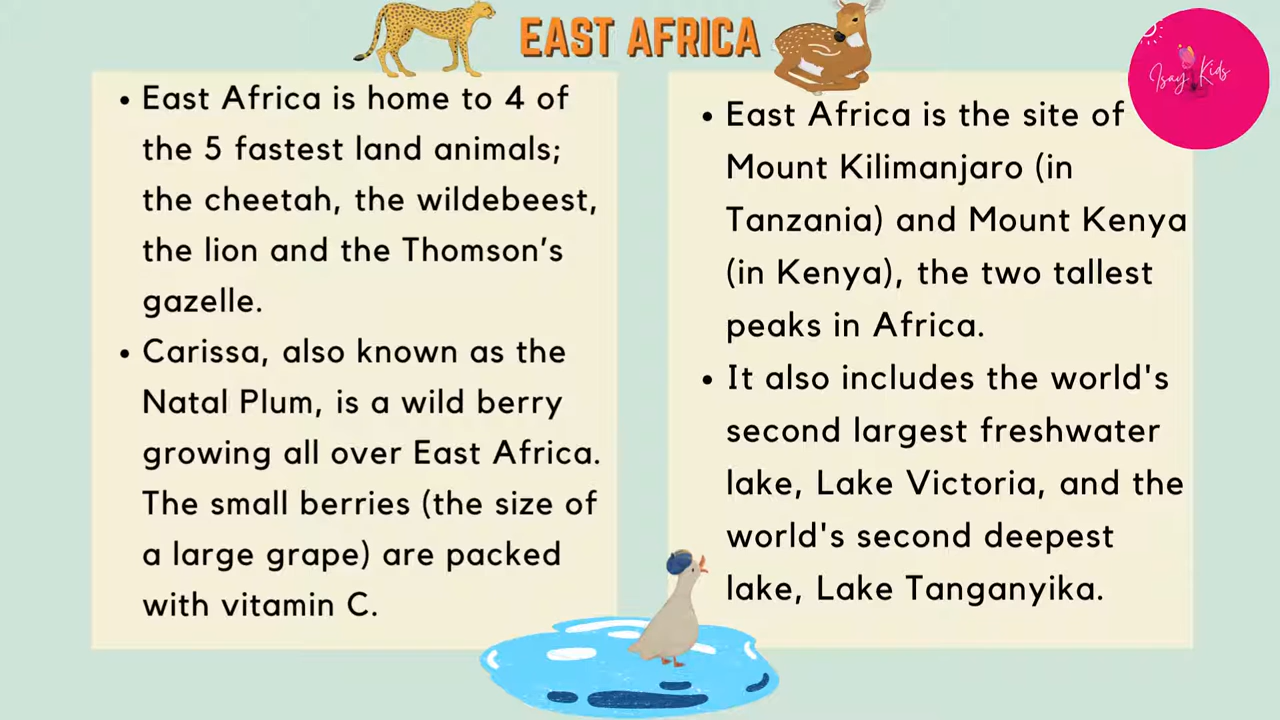 EAST AFRICA
Isay Kids
• East Africa is home to 4 of
the 5 fastest land animals;
the cheetah, the wildebeest,
the lion and the Thomson’s
gazelle.
• Carissa, also known as the
Natal Plum, is a wild berry
growing all over East Africa.
The small berries (the size of
a large grape) are packed
with vitamin C.
• East Africa is the site of
Mount Kilimanjaro (in
Tanzania) and Mount Kenya
(in Kenya), the two tallest
peaks in Africa.
• It also includes the world's
second largest freshwater
lake, Lake Victoria, and the
world's second deepest
lake, Lake Tanganyika.